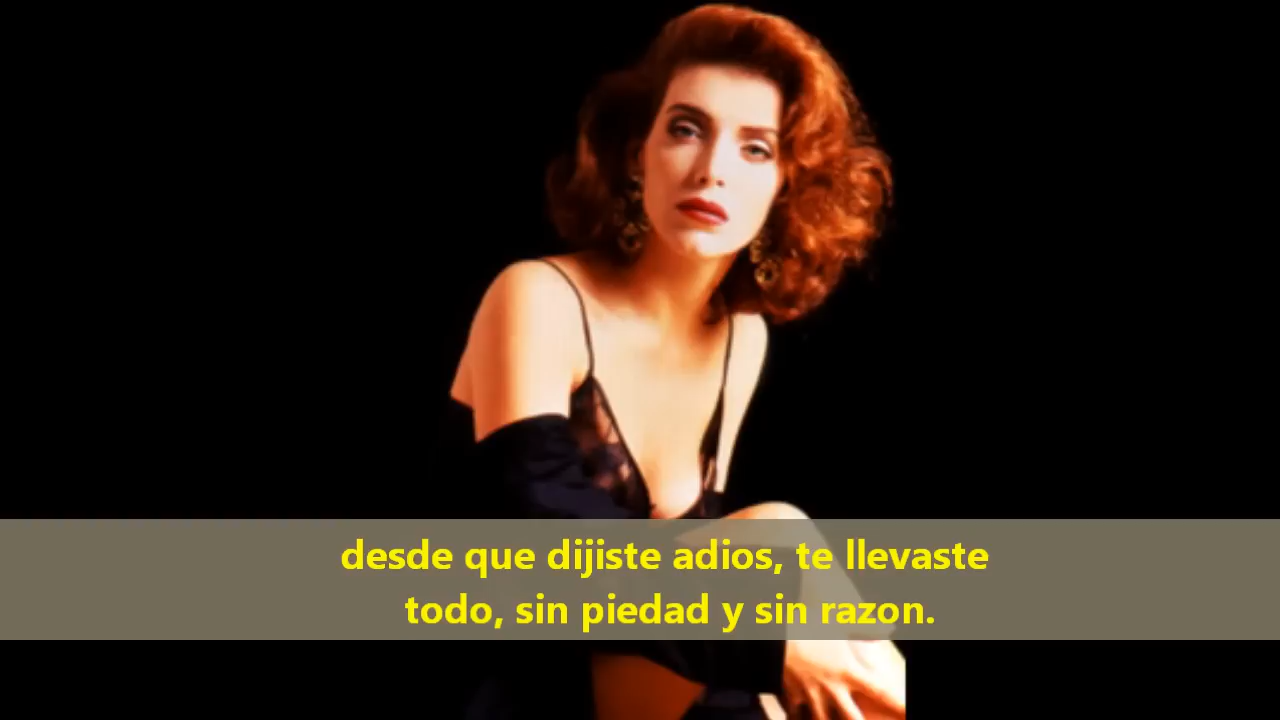 desde que dijiste adios, te llevaste
todo, sin piedad y sin razon.